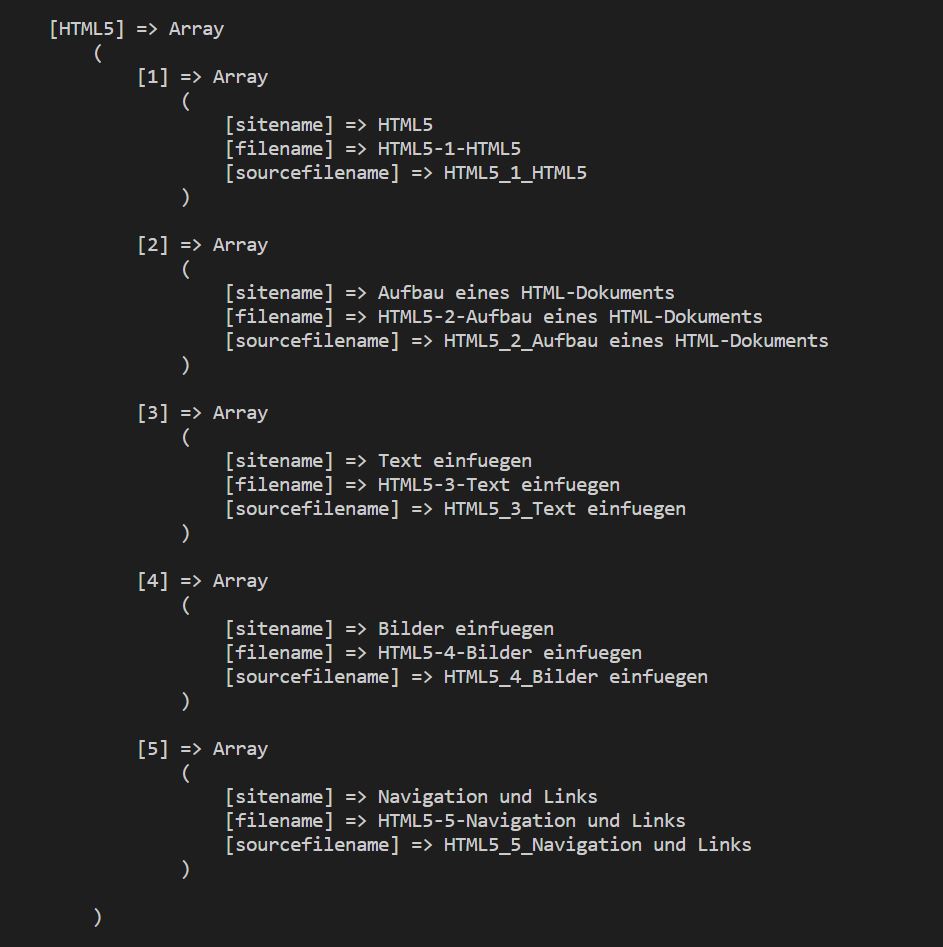 [HTML5] => Array
(
[1] => Array
(
[sitename] => HTML5
[filename] => HTML5-1-HTML5
[sourcefilename] => HTML5_1_HTML5
)
[2] => Array
(
[sitename] => Aufbau eines HTML-Dokuments
[filename] => HTML5-2-Aufbau eines HTML-Dokuments
[sourcefilename] => HTML5_2_Aufbau eines HTML-Dokuments
)
[3] => Array
(
[sitename] => Text einfuegen
[filename] => HTML5-3-Text einfuegen
[sourcefilename] => HTML5_3_Text einfuegen
)
[4] => Array
(
[sitename] => Bilder einfuegen
[filename] => HTML5-4-Bilder einfuegen
[sourcefilename] => HTML5_4_Bilder einfuegen
)
[5] => Array
(
[sitename] => Navigation und Links
[filename] => HTML5-5-Navigation und Links
[sourcefilename] => HTML5_5_Navigation und Links
)
)